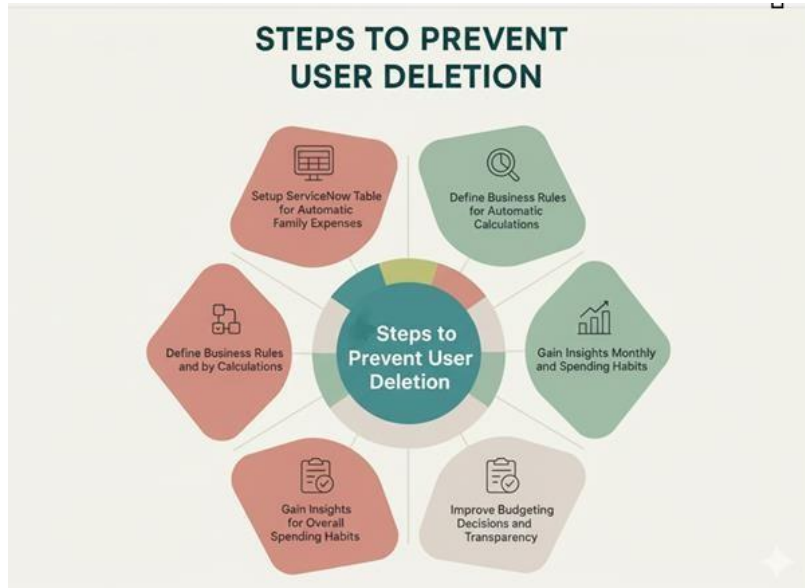 STEPS TO PREVENT
USER DELETION
Setup ServiceNow Table
for Automatic
Family Expenses
Define Business Rules
for Automatic
Calculations
Define Business Rules
and by Calculations
Steps to
Prevent User
Deletion
Gain Insights Monthly
and Spending Habits
Gain Insights
for Overall
Spending Habits
Improve Budgeting
Decisions and
Transparency